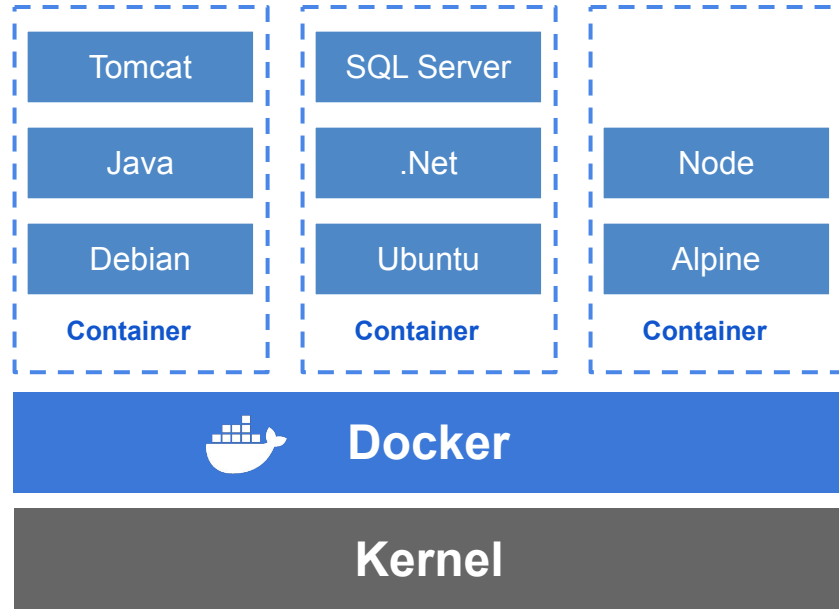 Tomcat
Java
Debian
Container
SQL Server
.Net
Ubuntu
Container
Node
Alpine
Container
Docker
Kernel